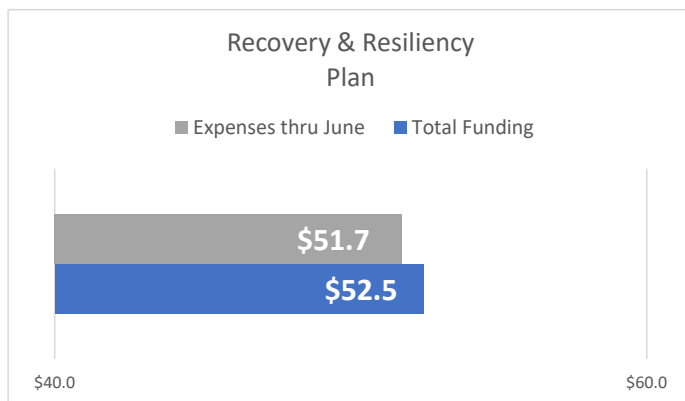 Recovery & Resiliency
Plan
Expenses thru June Total Funding
$51.7
$52.5
$40.0 $60.0